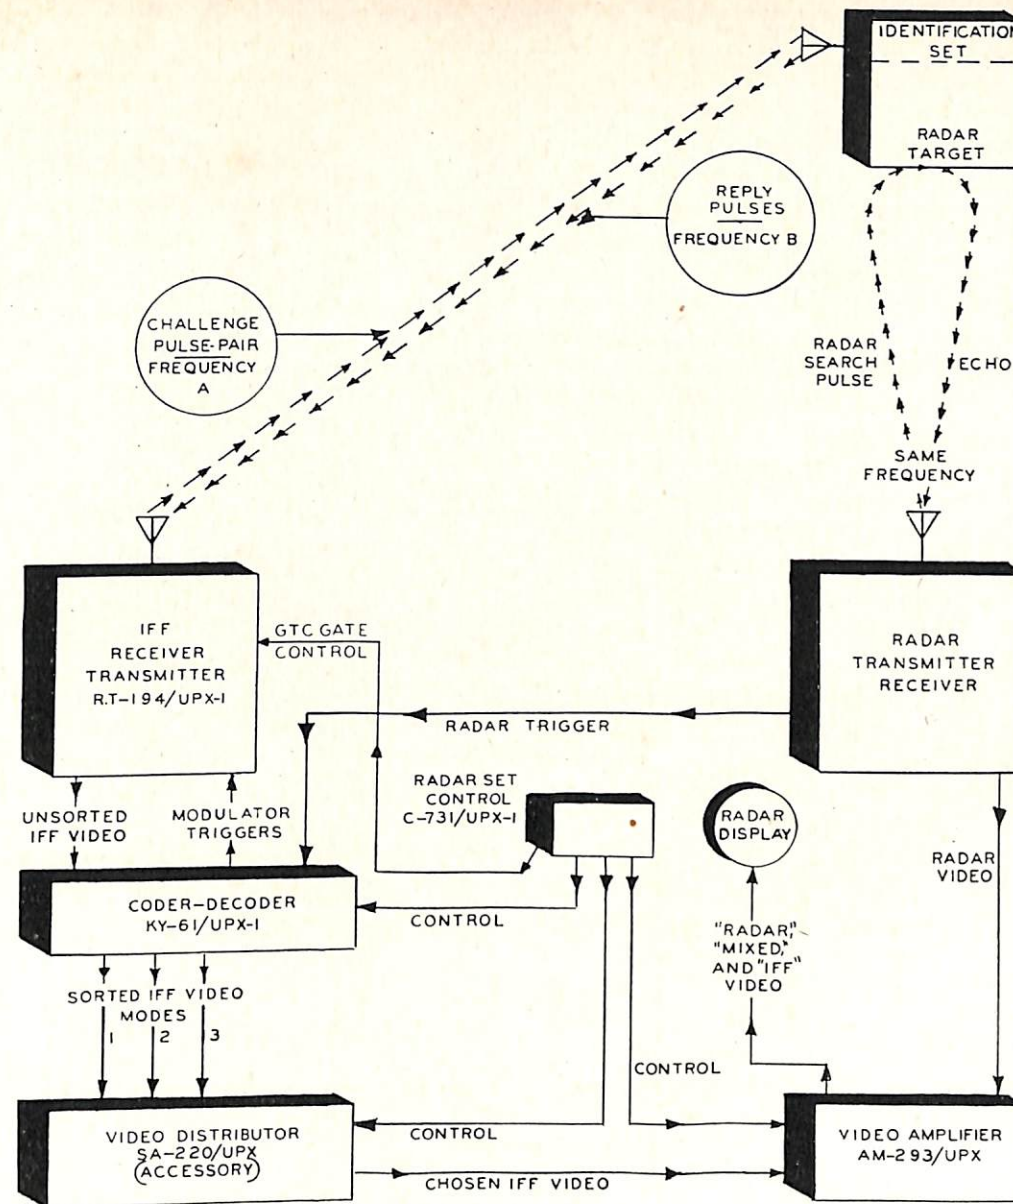 IDENTIFICATION
SET
RADAR
TARGET
REPLY
PULSES
FREQUENCY B
CHALLENGE
PULSE-PAIR
FREQUENCY
A
RADAR
SEARCH
PULSE
ECHO
SAME
FREQUENCY
IFF
RECEIVER
TRANSMITTER
R.T-194/UPX-1
GTC GATE
CONTROL
RADAR
TRANSMITTER
RECEIVER
RADAR TRIGGER
UNSORTED
IFF VIDEO
MODULATOR
TRIGGERS
RADAR SET
CONTROL
C-731/UPX-1
RADAR
DISPLAY
RADAR
VIDEO
CODER-DECODER
KY-61/UPX-1
CONTROL
"RADAR,"
"MIXED,"
AND "IFF"
VIDEO
SORTED IFF VIDEO
MODES
1 2 3
CONTROL
VIDEO DISTRIBUTOR
SA-220/UPX
(ACCESSORY)
CONTROL
CHOSEN IFF VIDEO
VIDEO AMPLIFIER
AM-293/UPX